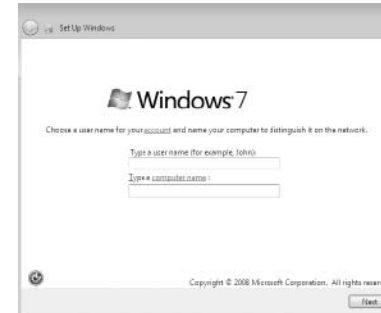 Set Up Windows
Windows 7
Choose a user name for your account and name your computer to distinguish it on the network.
Type a user name (for example, John):
Type a computer name:
Copyright © 2008 Microsoft Corporation. All rights reser
Next